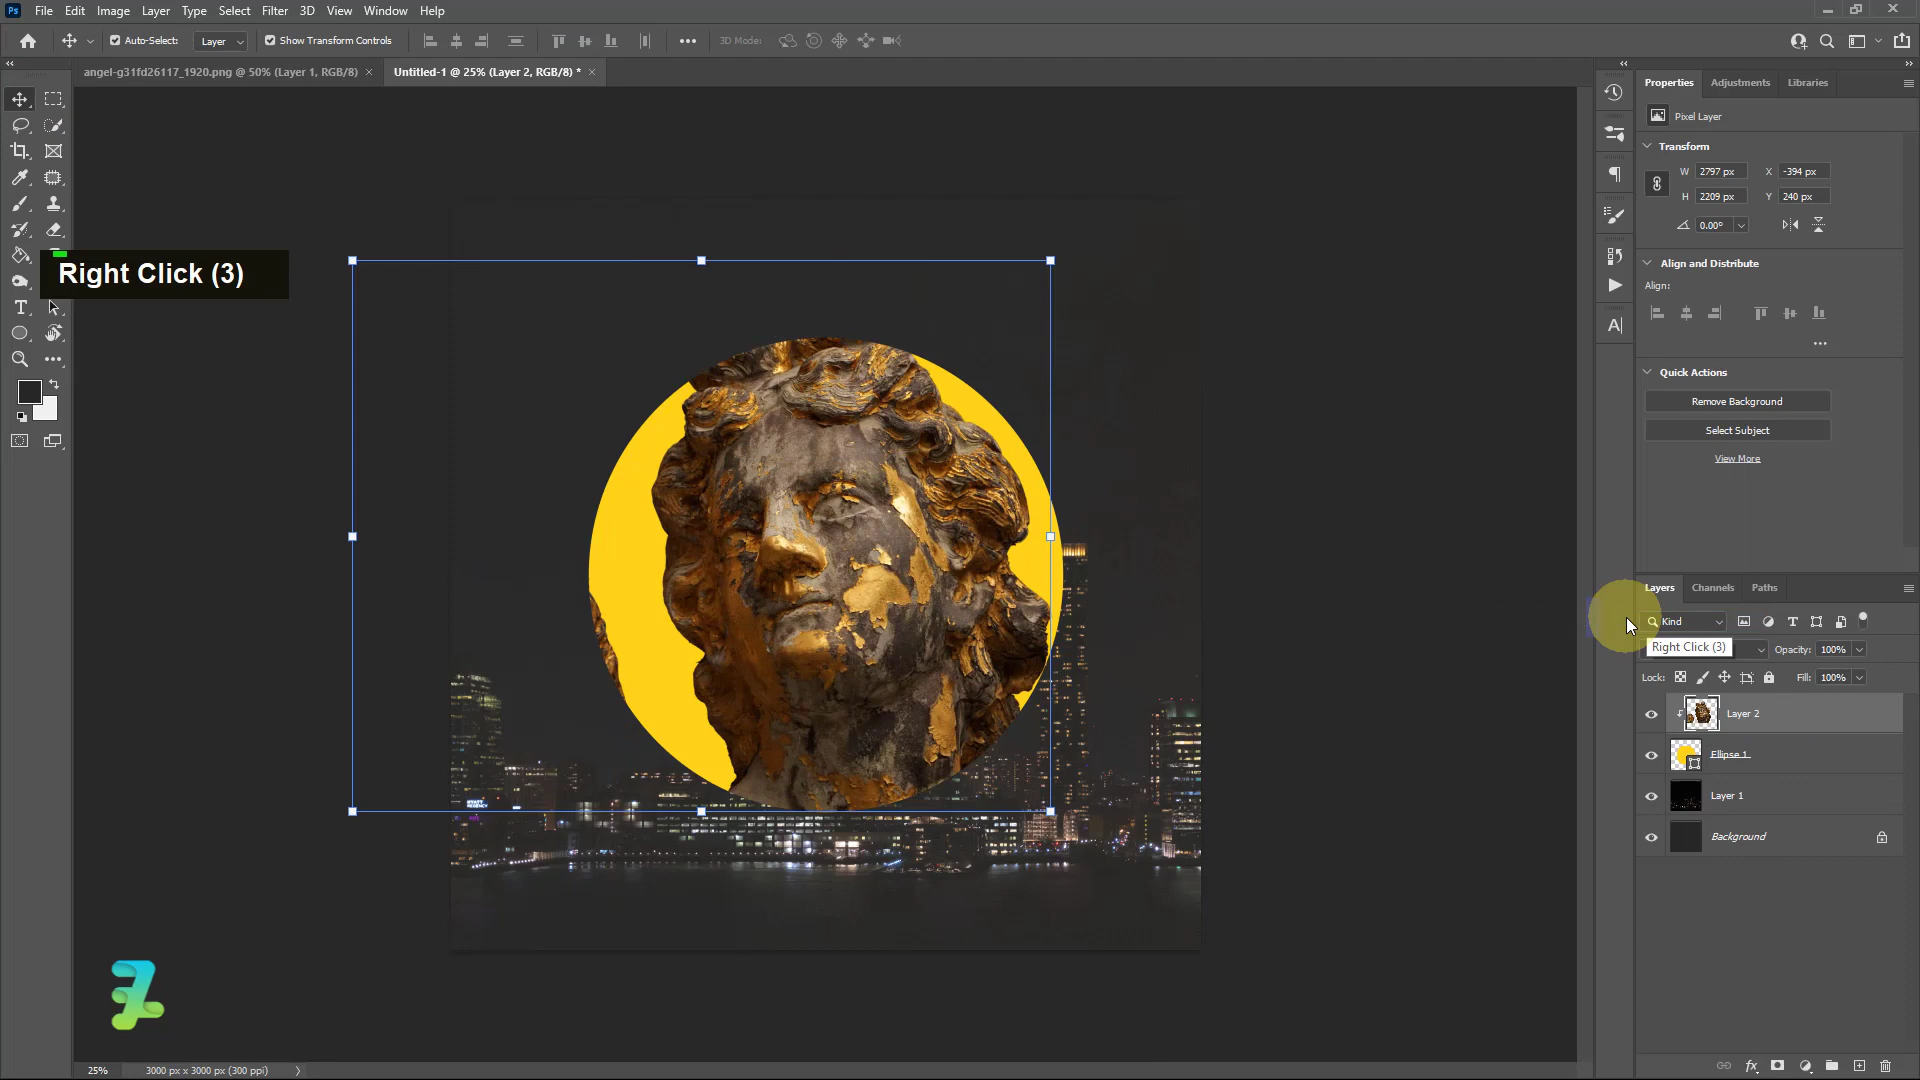 Ps File Edit Image Layer Type Select Filter 3D View Window Help
Auto-Select: Layer Show Transform Controls 3D Mode:
angel-g31fd26117_1920.png @ 50% (Layer 1, RGB/8) × Untitled-1 @ 25% (Layer 2, RGB/8) * ×
Properties Adjustments Libraries
Pixel Layer
Transform
W 2797 px X -394 px
H 2209 px Y 240 px
0.00°
Align and Distribute
Align:
Quick Actions
Remove Background
Select Subject
View More
Right Click (3)
Layers Channels Paths
Kind
Right Click (3)
Opacity: 100%
Lock: Fill: 100%
Layer 2
Ellipse 1
Layer 1
Background
HYATT
REGENCY
25% 3000 px x 3000 px (300 ppi)